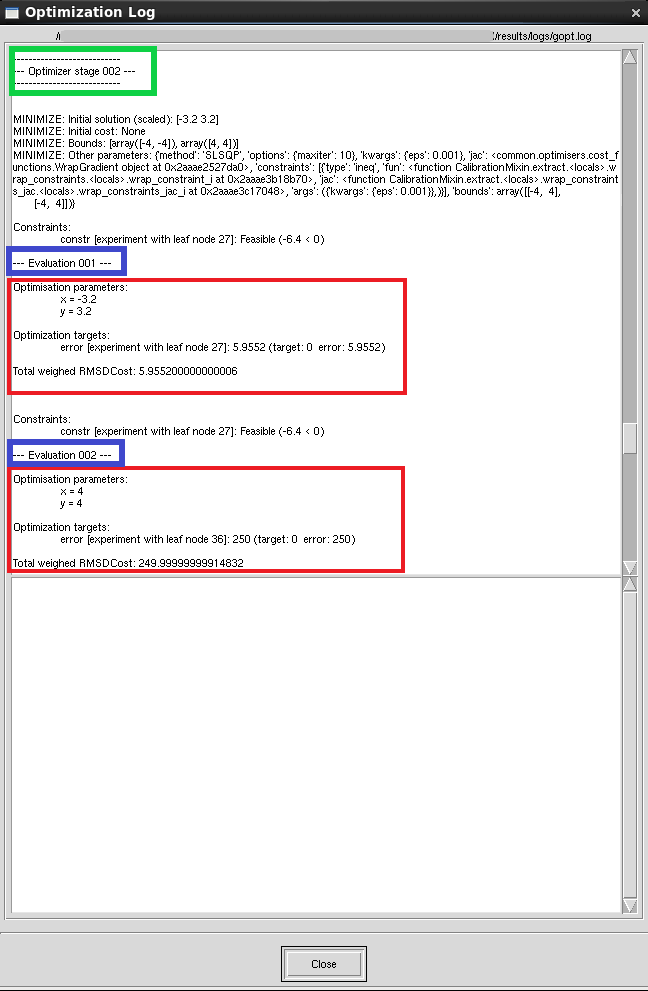 Optimization Log
/i
/results/logs/gopt.log
---------------------------
--- Optimizer stage 002 ---
---------------------------
MINIMIZE: Initial solution (scaled): [-3.2 3.2]
MINIMIZE: Initial cost: None
MINIMIZE: Bounds: [array([-4, -4]), array([4, 4])]
MINIMIZE: Other parameters: {'method': 'SLSQP', 'options': {'maxiter': 10}, 'kwargs': {'eps': 0.001}, 'jac': <common.optimisers.cost_f
unctions.WrapGradient object at 0x2aaae2527da0>, 'constraints': [{'type': 'ineq', 'fun': <function CalibrationMixin.extract.<locals>.w
rap_constraints.<locals>.wrap_constraint_i at 0x2aaae3b18b70>, 'jac': <function CalibrationMixin.extract.<locals>.wrap_constraint
s_jac.<locals>.wrap_constraints_jac_i at 0x2aaae3c17048>, 'args': ({'kwargs': {'eps': 0.001}},)}], 'bounds': array([[-4,  4],
[-4,  4]])}
Constraints:
constr [experiment with leaf node 27]: Feasible (-6.4 < 0)
--- Evaluation 001 ---
Optimisation parameters:
x = -3.2
y = 3.2
Optimization targets:
error [experiment with leaf node 27]: 5.9552 (target: 0  error: 5.9552)
Total weighed RMSDCost: 5.955200000000006
Constraints:
constr [experiment with leaf node 27]: Feasible (-6.4 < 0)
--- Evaluation 002 ---
Optimisation parameters:
x = 4
y = 4
Optimization targets:
error [experiment with leaf node 36]: 250 (target: 0  error: 250)
Total weighed RMSDCost: 249.99999999914832
Close